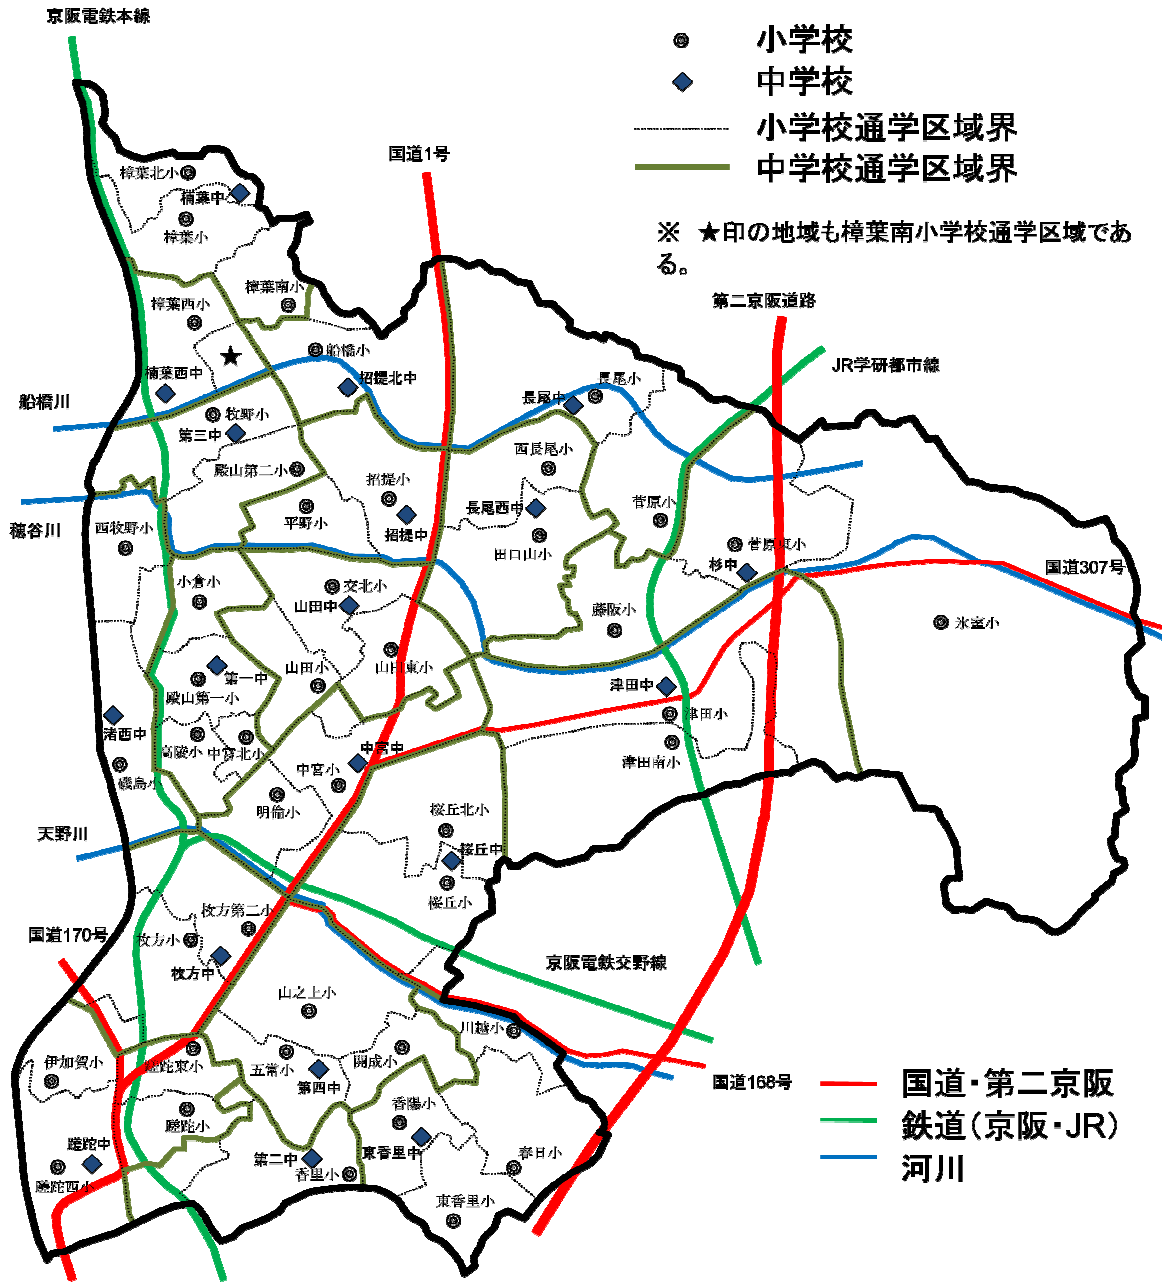 京阪電鉄本線
小学校
中学校
小学校通学区域界
中学校通学区域界
国道1号
樟葉北小
楠葉中
樟葉小
※ ★印の地域も樟葉南小学校通学区域であ
る。
樟葉南小
樟葉西小
第二京阪道路
★
船橋小
JR学研都市線
楠葉西中
招提北中
長尾小
長尾中
船橋川
牧野小
第三中
西長尾小
殿山第二小
招提小
菅原小
長尾西中
平野小
招提中
穂谷川
西牧野小
田口山小
菅原東小
杉中
国道307号
小倉小
交北小
山田中
藤阪小
氷室小
山田小
山田東小
第一中
殿山第一小
津田中
津田小
渚西中
高陵小
中宮北小
中宮中
津田南小
磯島小
中宮小
明倫小
桜丘北小
天野川
桜丘中
桜丘小
枚方第二小
国道170号
枚方小
枚方中
京阪電鉄交野線
山之上小
川越小
伊加賀小
蹉跎東小
五常小
開成小
第四中
国道168号
国道・第二京阪
香陽小
鉄道（京阪・JR）
蹉跎小
蹉跎中
東香里中
第二中
春日小
河川
香里小
蹉跎西小
東香里小